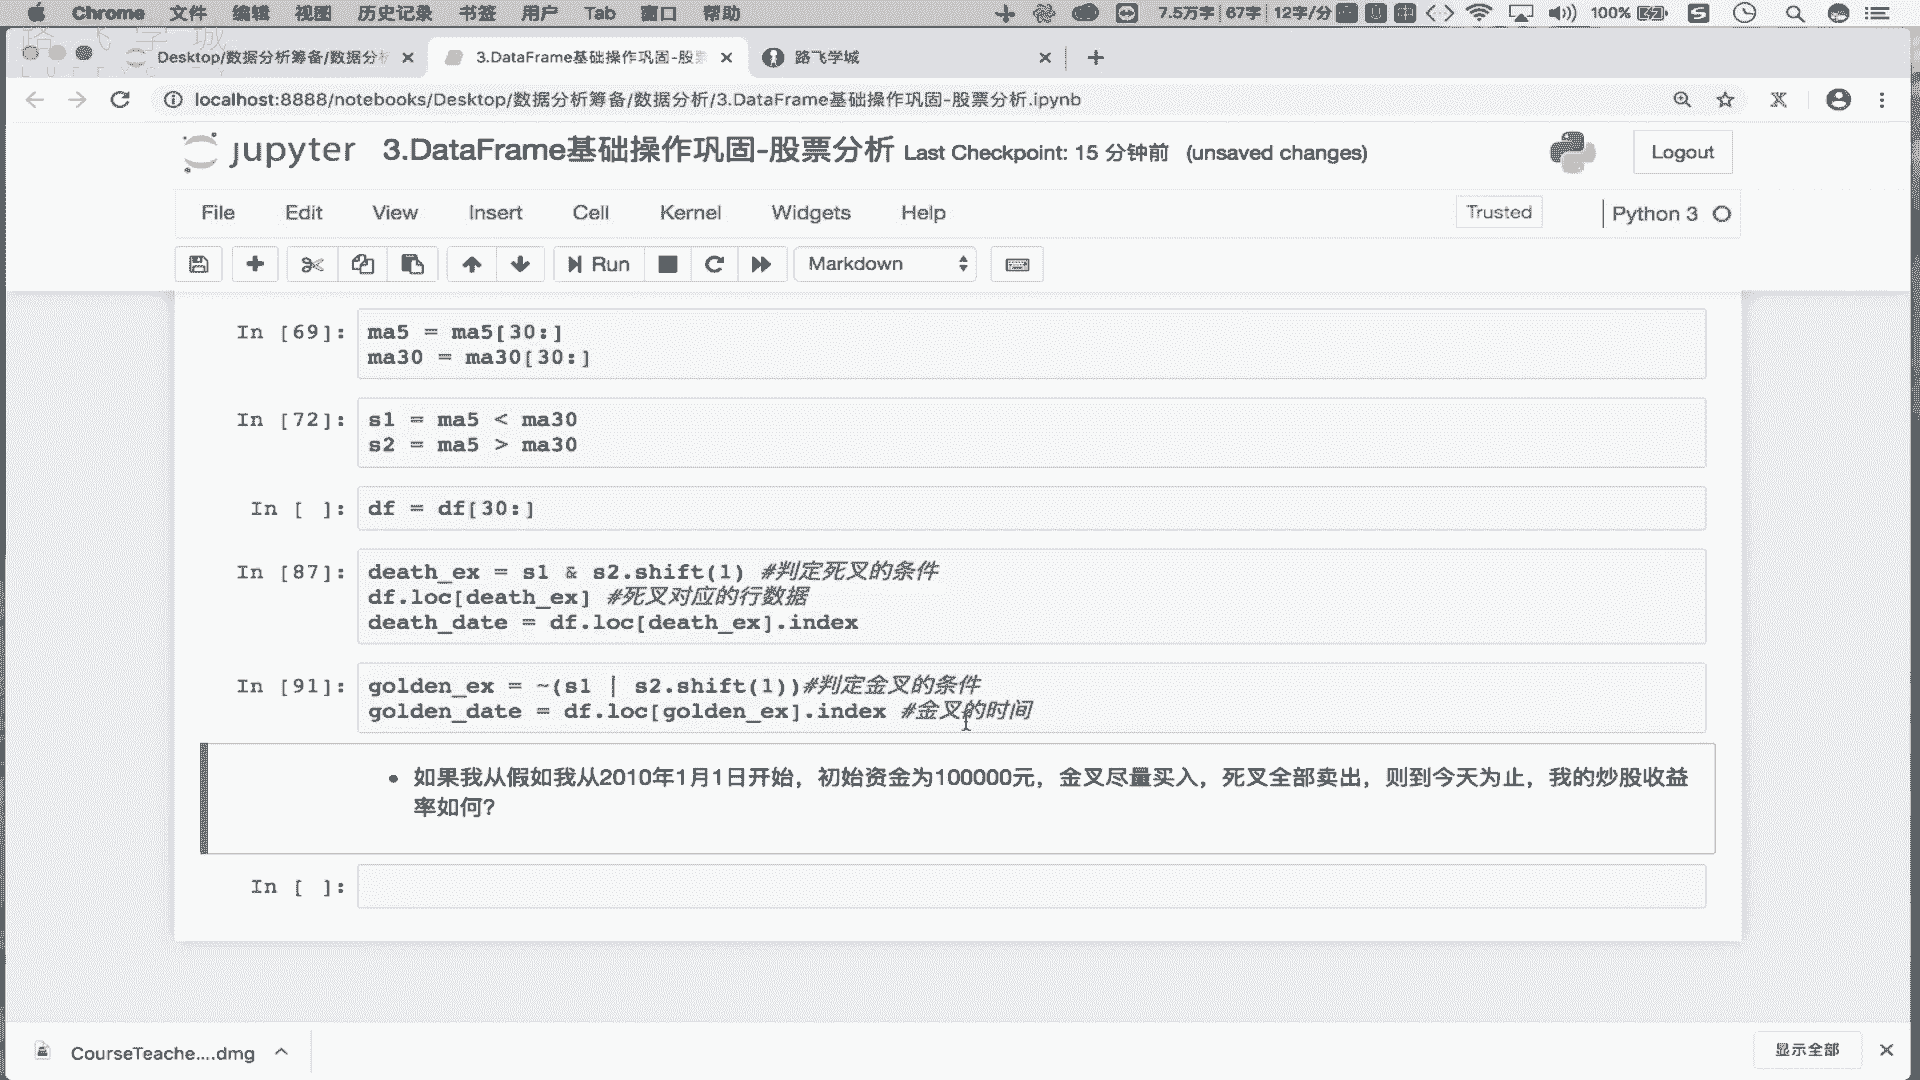 Chrome 文件 编辑 视图 历史记录 书签 用户 Tab 窗口 帮助 7.5万字 67字 12字/分 100%
Desktop/数据分析筹备/数据分析 3.DataFrame基础操作巩固-股票 路飞学城
localhost:8888/notebooks/Desktop/数据分析筹备/数据分析/3.DataFrame基础操作巩固-股票分析.ipynb
jupyter 3.DataFrame基础操作巩固-股票分析 Last Checkpoint: 15 分钟前 (unsaved changes) Logout
File Edit View Insert Cell Kernel Widgets Help Trusted Python 3
Run Markdown
In [69]: ma5 = ma5[30:]
ma30 = ma30[30:]
In [72]: s1 = ma5 < ma30
s2 = ma5 > ma30
In [ ]: df = df[30:]
In [87]: death_ex = s1 & s2.shift(1) #判定死叉的条件
df.loc[death_ex] #死叉对应的行数据
death_date = df.loc[death_ex].index
In [91]: golden_ex = ~(s1 | s2.shift(1))#判定金叉的条件
golden_date = df.loc[golden_ex].index #金叉的时间
• 如果我从假如我从2010年1月1日开始，初始资金为100000元，金叉尽量买入，死叉全部卖出，则到今天为止，我的炒股收益
率如何?
In [ ]:
CourseTeache....dmg 显示全部